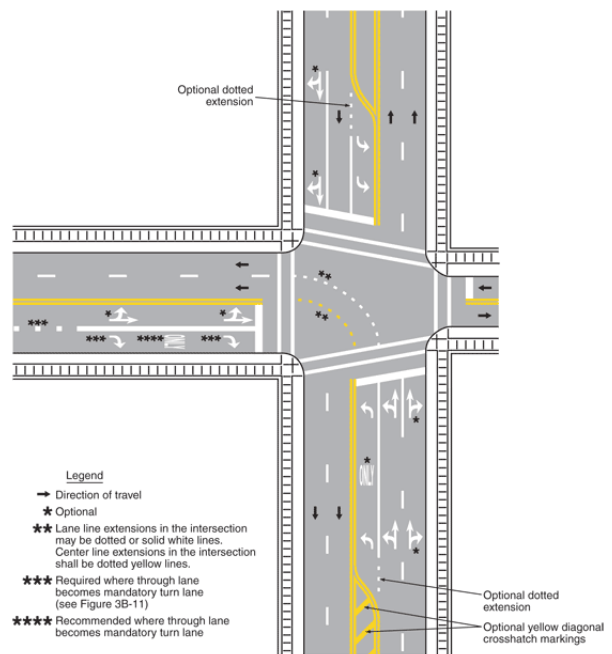 Optional dotted
extension
*
*
**
**
***
*
*
***
****
***
*
ONLY
*
*
Legend
→ Direction of travel
* Optional
** Lane line extensions in the intersection
may be dotted or solid white lines.
Center line extensions in the intersection
shall be dotted yellow lines.
*** Required where through lane
becomes mandatory turn lane
(see Figure 3B-11)
**** Recommended where through lane
becomes mandatory turn lane
Optional dotted
extension
Optional yellow diagonal
crosshatch markings